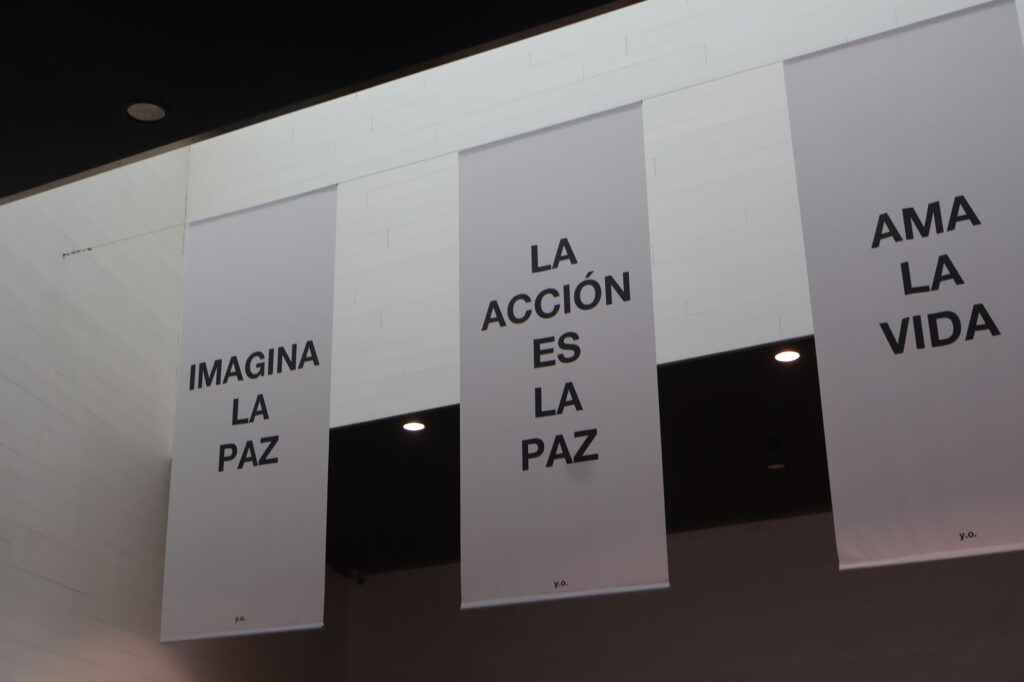 IMAGINA
LA
PAZ
y.o.
LA
ACCIÓN
ES
LA
PAZ
y.o.
AMA
LA
VIDA
y.o.